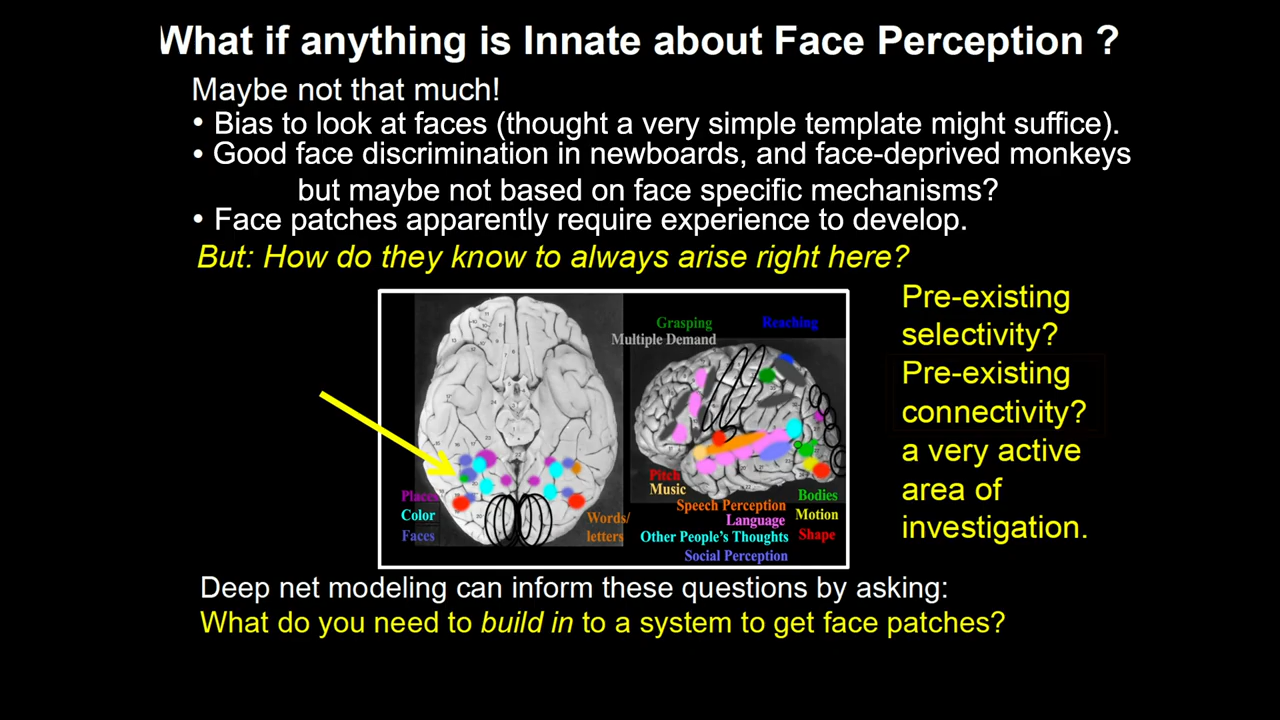 What if anything is Innate about Face Perception ?
Maybe not that much!
• Bias to look at faces (thought a very simple template might suffice).
• Good face discrimination in newboards, and face-deprived monkeys
but maybe not based on face specific mechanisms?
• Face patches apparently require experience to develop.
But: How do they know to always arise right here?
Pre-existing
selectivity?
Pre-existing
connectivity?
a very active
area of
investigation.
Grasping
Reaching
Multiple Demand
Places
Color
Faces
Words/
letters
Pitch
Music
Speech Perception
Language
Other People's Thoughts
Social Perception
Bodies
Motion
Shape
Deep net modeling can inform these questions by asking:
What do you need to build in to a system to get face patches?